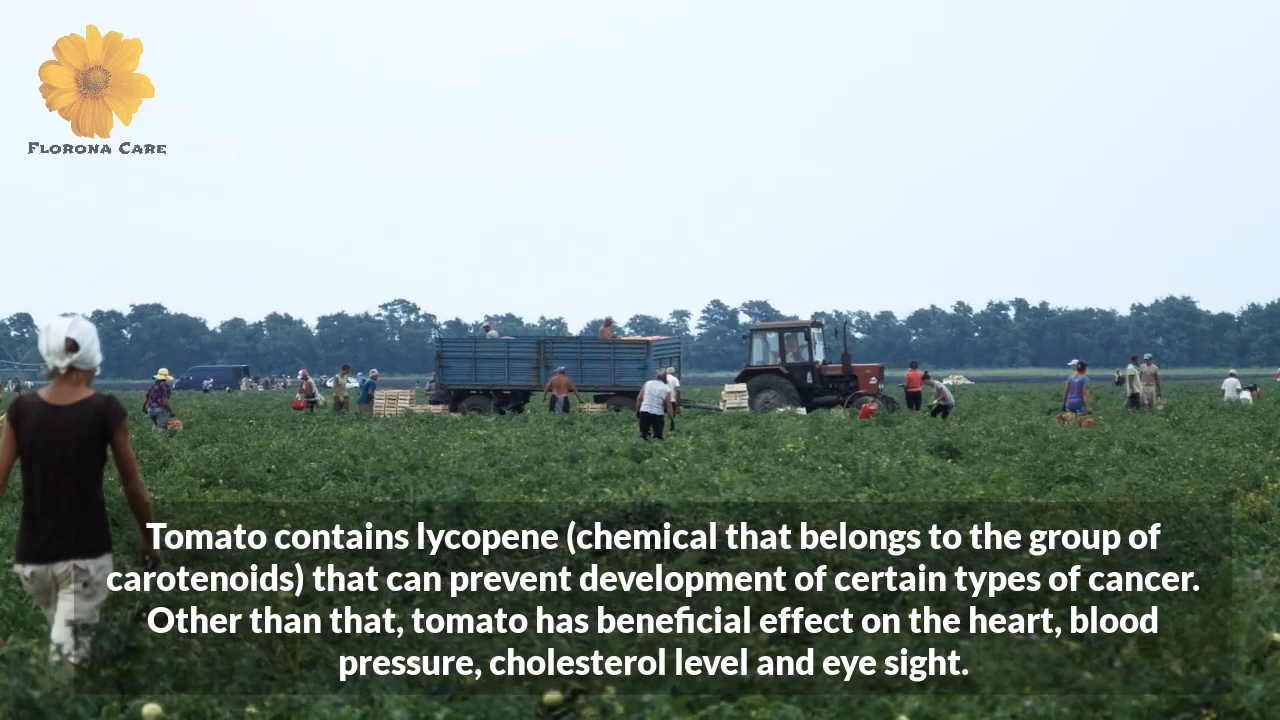 Florona Care
Tomato contains lycopene (chemical that belongs to the group of
carotenoids) that can prevent development of certain types of cancer.
Other than that, tomato has beneficial effect on the heart, blood
pressure, cholesterol level and eye sight.